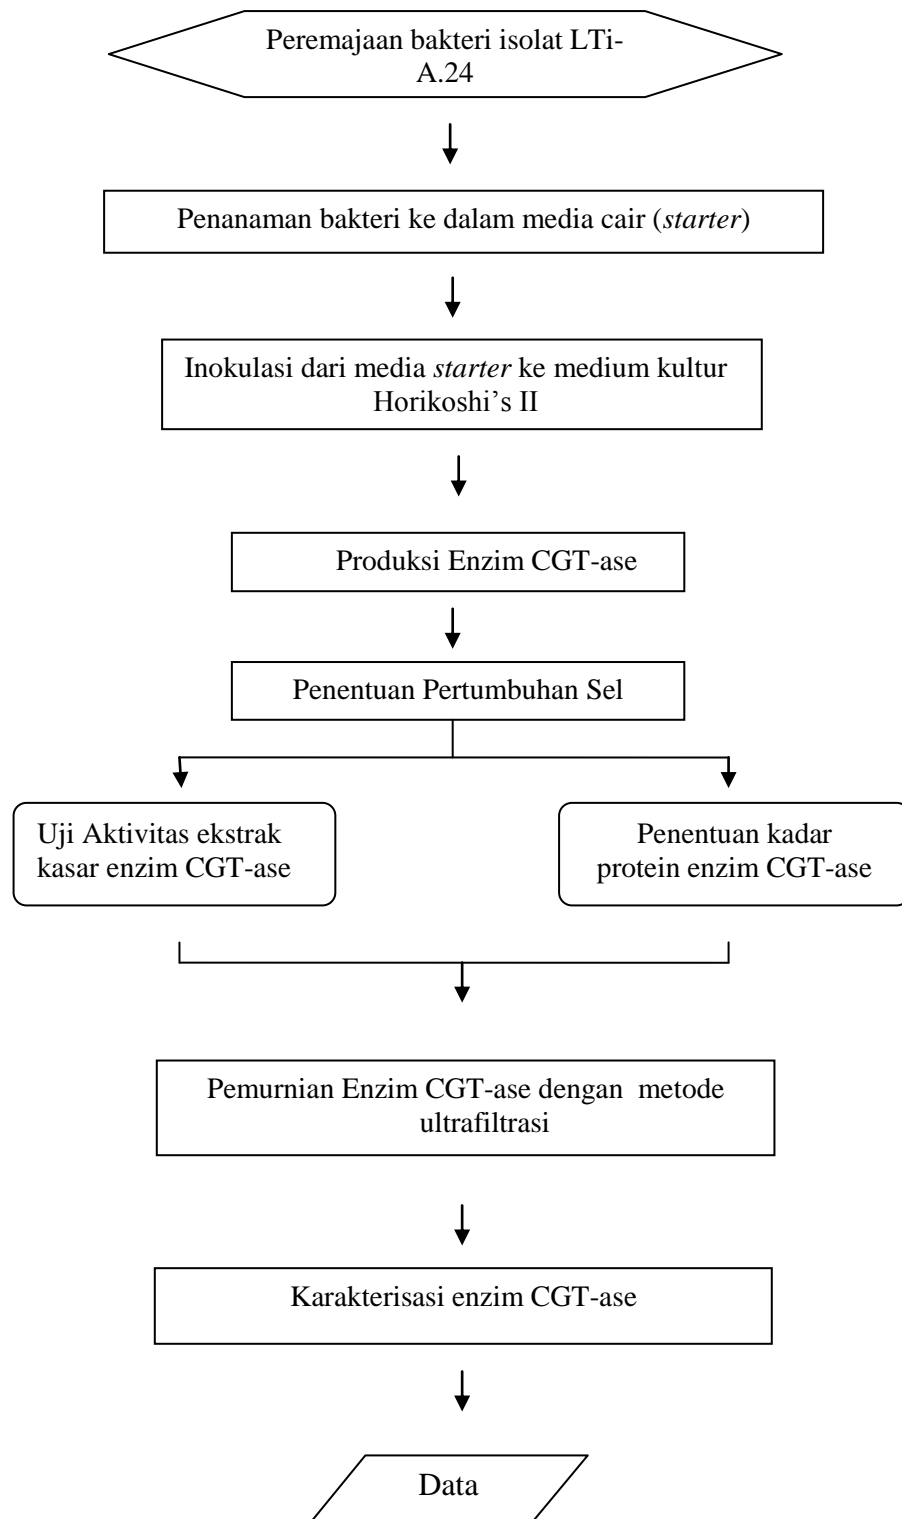 Peremajaan bakteri isolat LTi-
A.24
Penanaman bakteri ke dalam media cair (starter)
Inokulasi dari media starter ke medium kultur
Horikoshi’s II
Produksi Enzim CGT-ase
Penentuan Pertumbuhan Sel
Uji Aktivitas ekstrak
kasar enzim CGT-ase
Penentuan kadar
protein enzim CGT-ase
Pemurnian Enzim CGT-ase dengan  metode
ultrafiltrasi
Karakterisasi enzim CGT-ase
Data